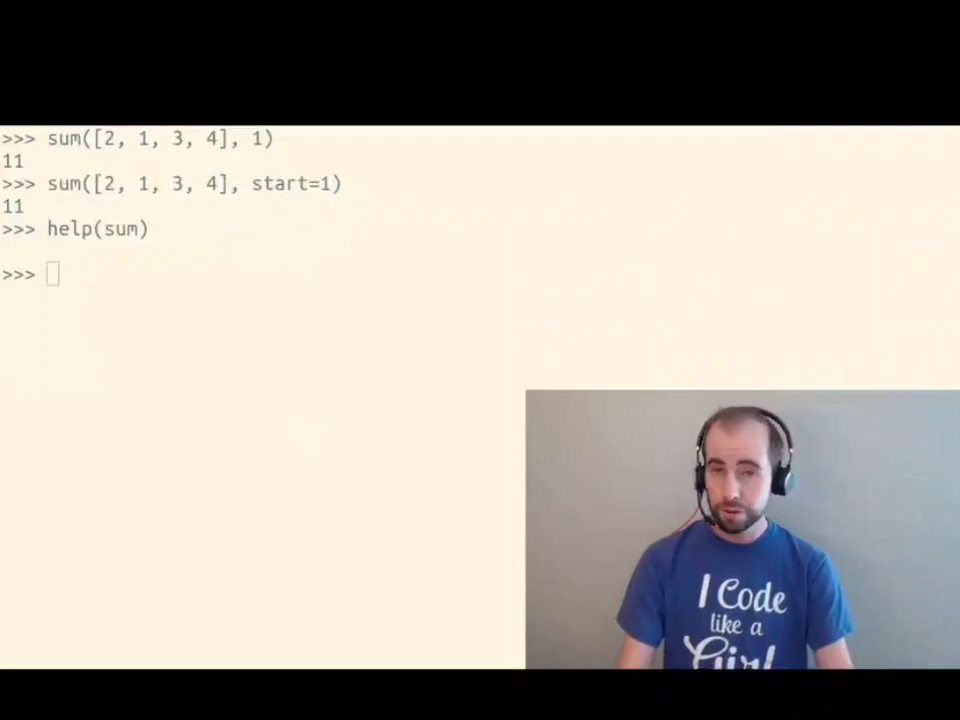 >>> sum([2, 1, 3, 4], 1)
11
>>> sum([2, 1, 3, 4], start=1)
11
>>> help(sum)
>>>
I Code
like a
Girl